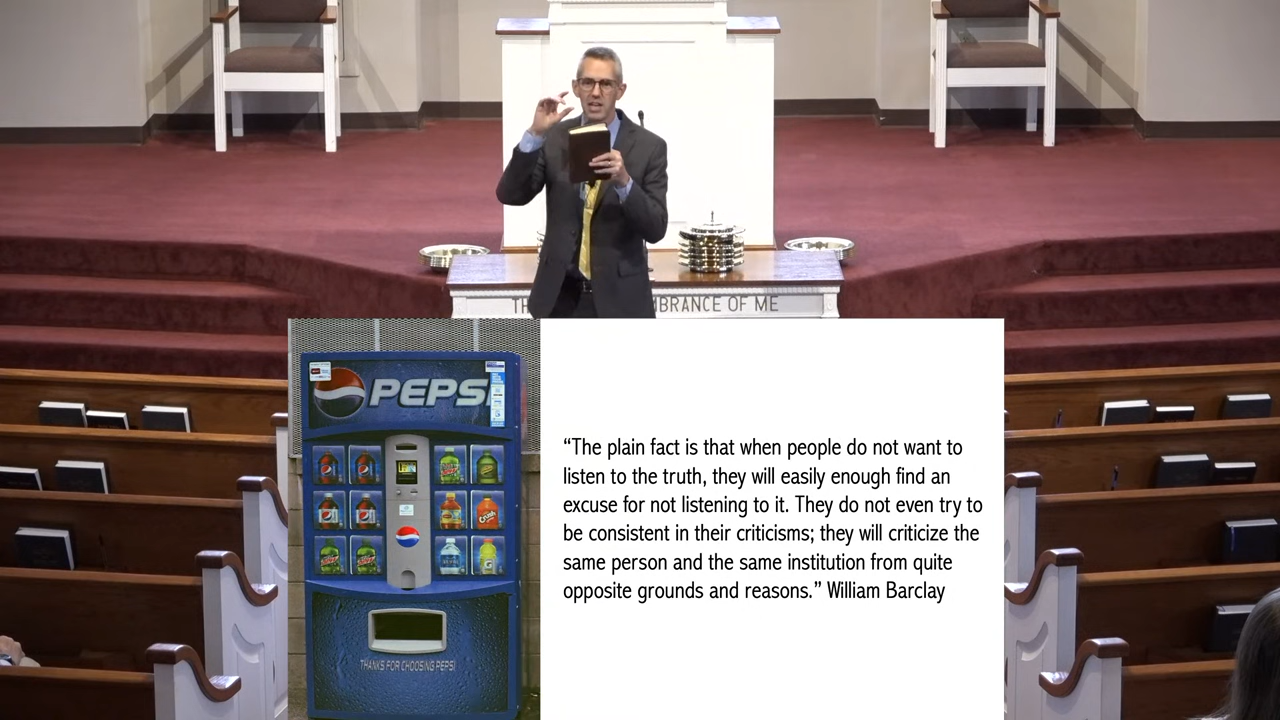 TH
MBRANCE OF ME
PEPSI
“The plain fact is that when people do not want to
listen to the truth, they will easily enough find an
excuse for not listening to it. They do not even try to
be consistent in their criticisms; they will criticize the
same person and the same institution from quite
opposite grounds and reasons.” William Barclay
Crush
THANKS FOR CHOOSING PEPSI